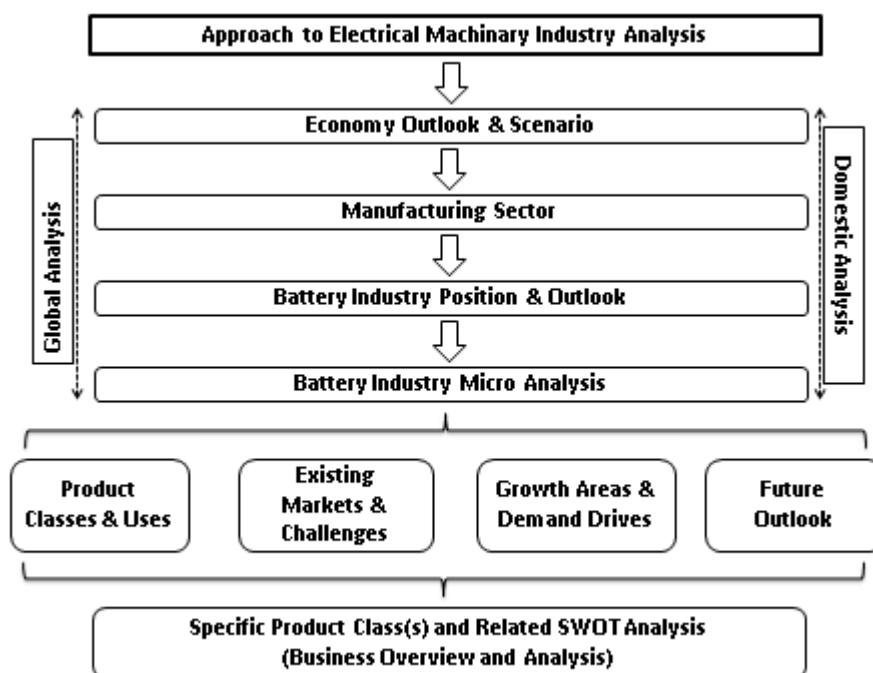 Approach to Electrical Machinary Industry Analysis
Economy Outlook & Scenario
Global Analysis
Domestic Analysis
Manufacturing Sector
Battery Industry Position & Outlook
Battery Industry Micro Analysis
Product
Classes & Uses
Existing
Markets &
Challenges
Growth Areas &
Demand Drives
Future
Outlook
Specific Product Class(s) and Related SWOT Analysis
(Business Overview and Analysis)